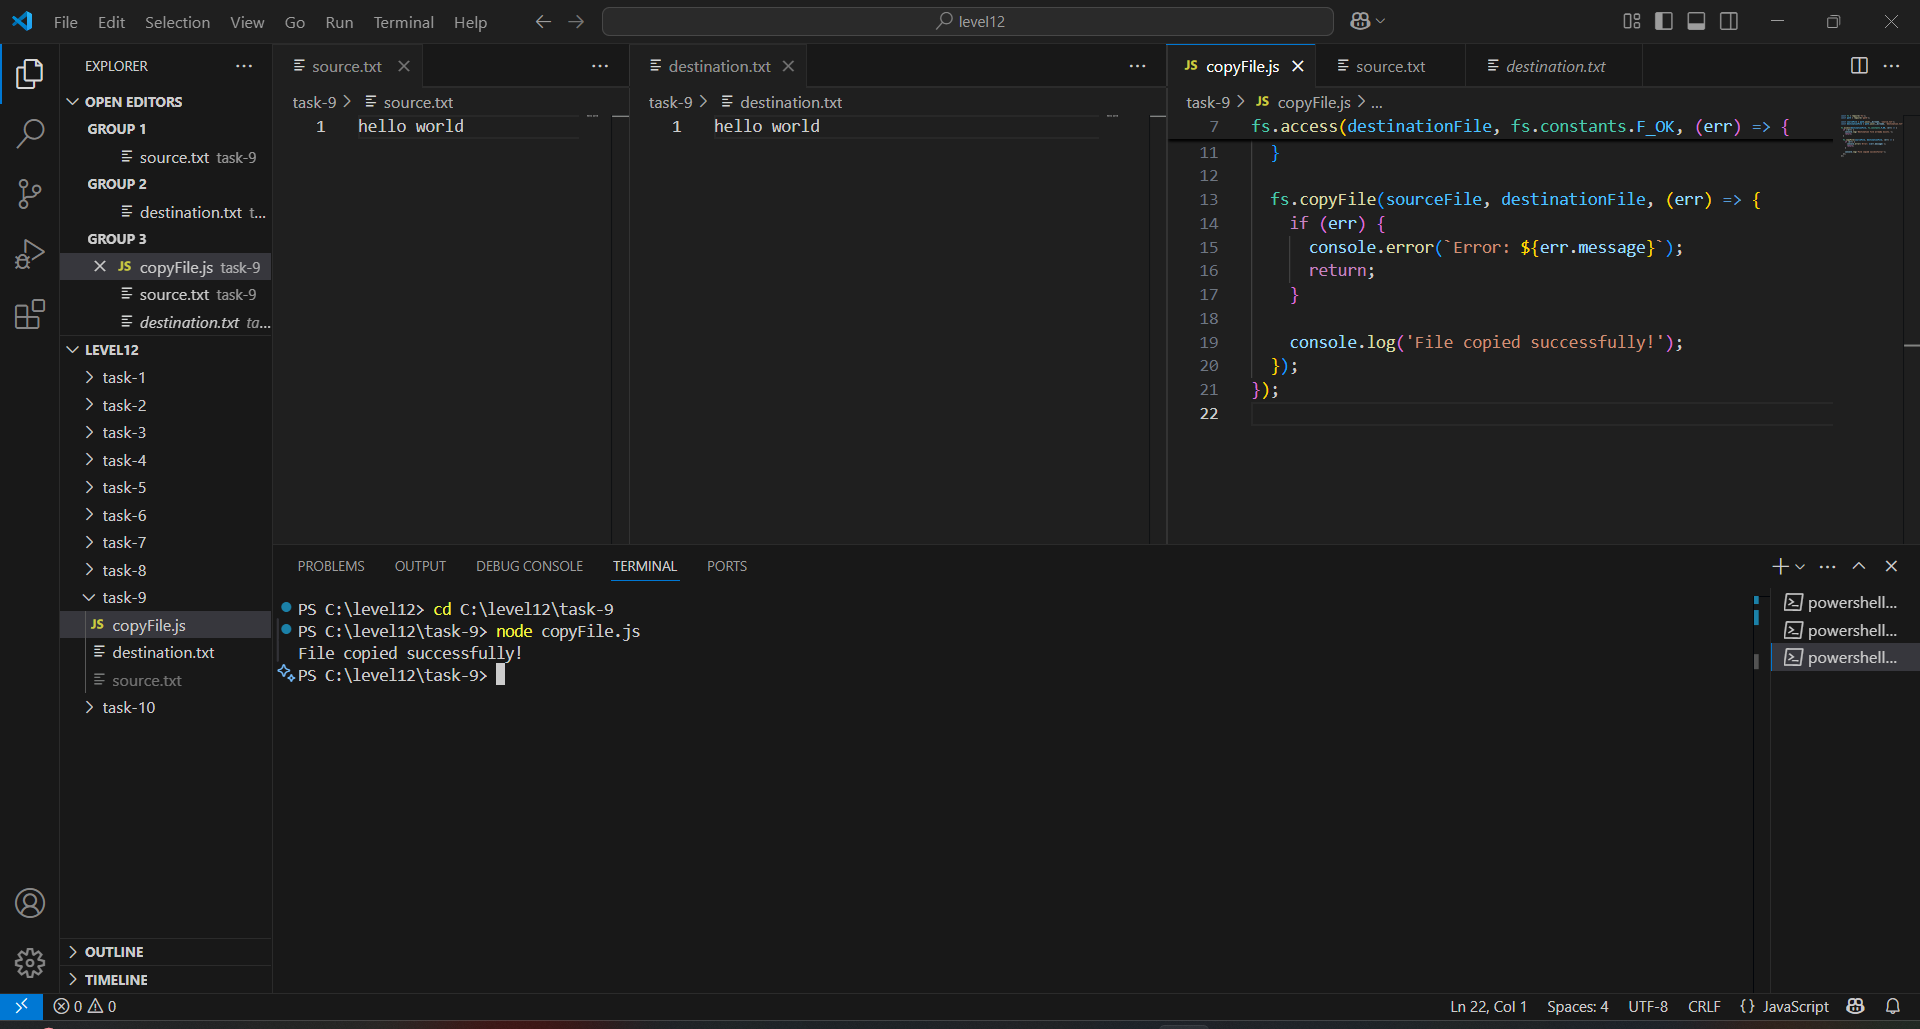 File Edit Selection View Go Run Terminal Help
level12
EXPLORER
OPEN EDITORS
GROUP 1
source.txt task-9
GROUP 2
destination.txt t...
GROUP 3
JS copyFile.js task-9
source.txt task-9
destination.txt ta...
LEVEL12
task-1
task-2
task-3
task-4
task-5
task-6
task-7
task-8
task-9
JS copyFile.js
destination.txt
source.txt
task-10
OUTLINE
TIMELINE
source.txt
task-9 > source.txt
1 hello world
destination.txt
task-9 > destination.txt
1 hello world
JS copyFile.js source.txt destination.txt
task-9 > JS copyFile.js > ...
7 fs.access(destinationFile, fs.constants.F_OK, (err) => {
11 }
12
13 fs.copyFile(sourceFile, destinationFile, (err) => {
14 if (err) {
15 console.error(`Error: ${err.message}`);
16 return;
17 }
18
19 console.log('File copied successfully!');
20 });
21 });
22
PROBLEMS OUTPUT DEBUG CONSOLE TERMINAL PORTS
PS C:\level12> cd C:\level12\task-9
PS C:\level12\task-9> node copyFile.js
File copied successfully!
PS C:\level12\task-9>
powershell...
powershell...
powershell...
0 0
Ln 22, Col 1 Spaces: 4 UTF-8 CRLF {} JavaScript